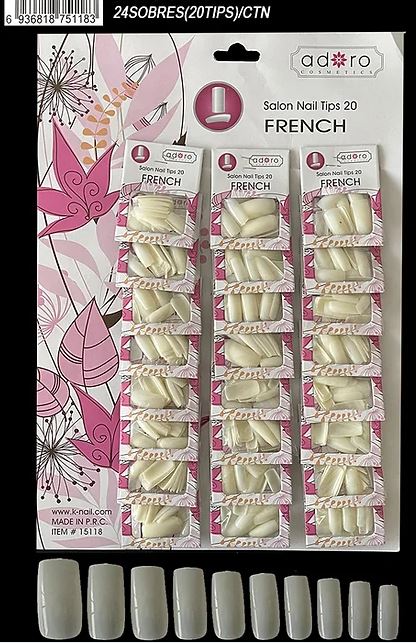 24SOBRES(20TIPS)/CTN
6 936818 751183
adoro
COSMETICS
Salon Nail Tips 20
FRENCH
adoro
Salon Nail Tips 20
FRENCH
adoro
Salon Nail Tips 20
FRENCH
adoro
Salon Nail Tips 20
FRENCH
www.k-nail.com
MADE IN P.R.C.
ITEM # 15118